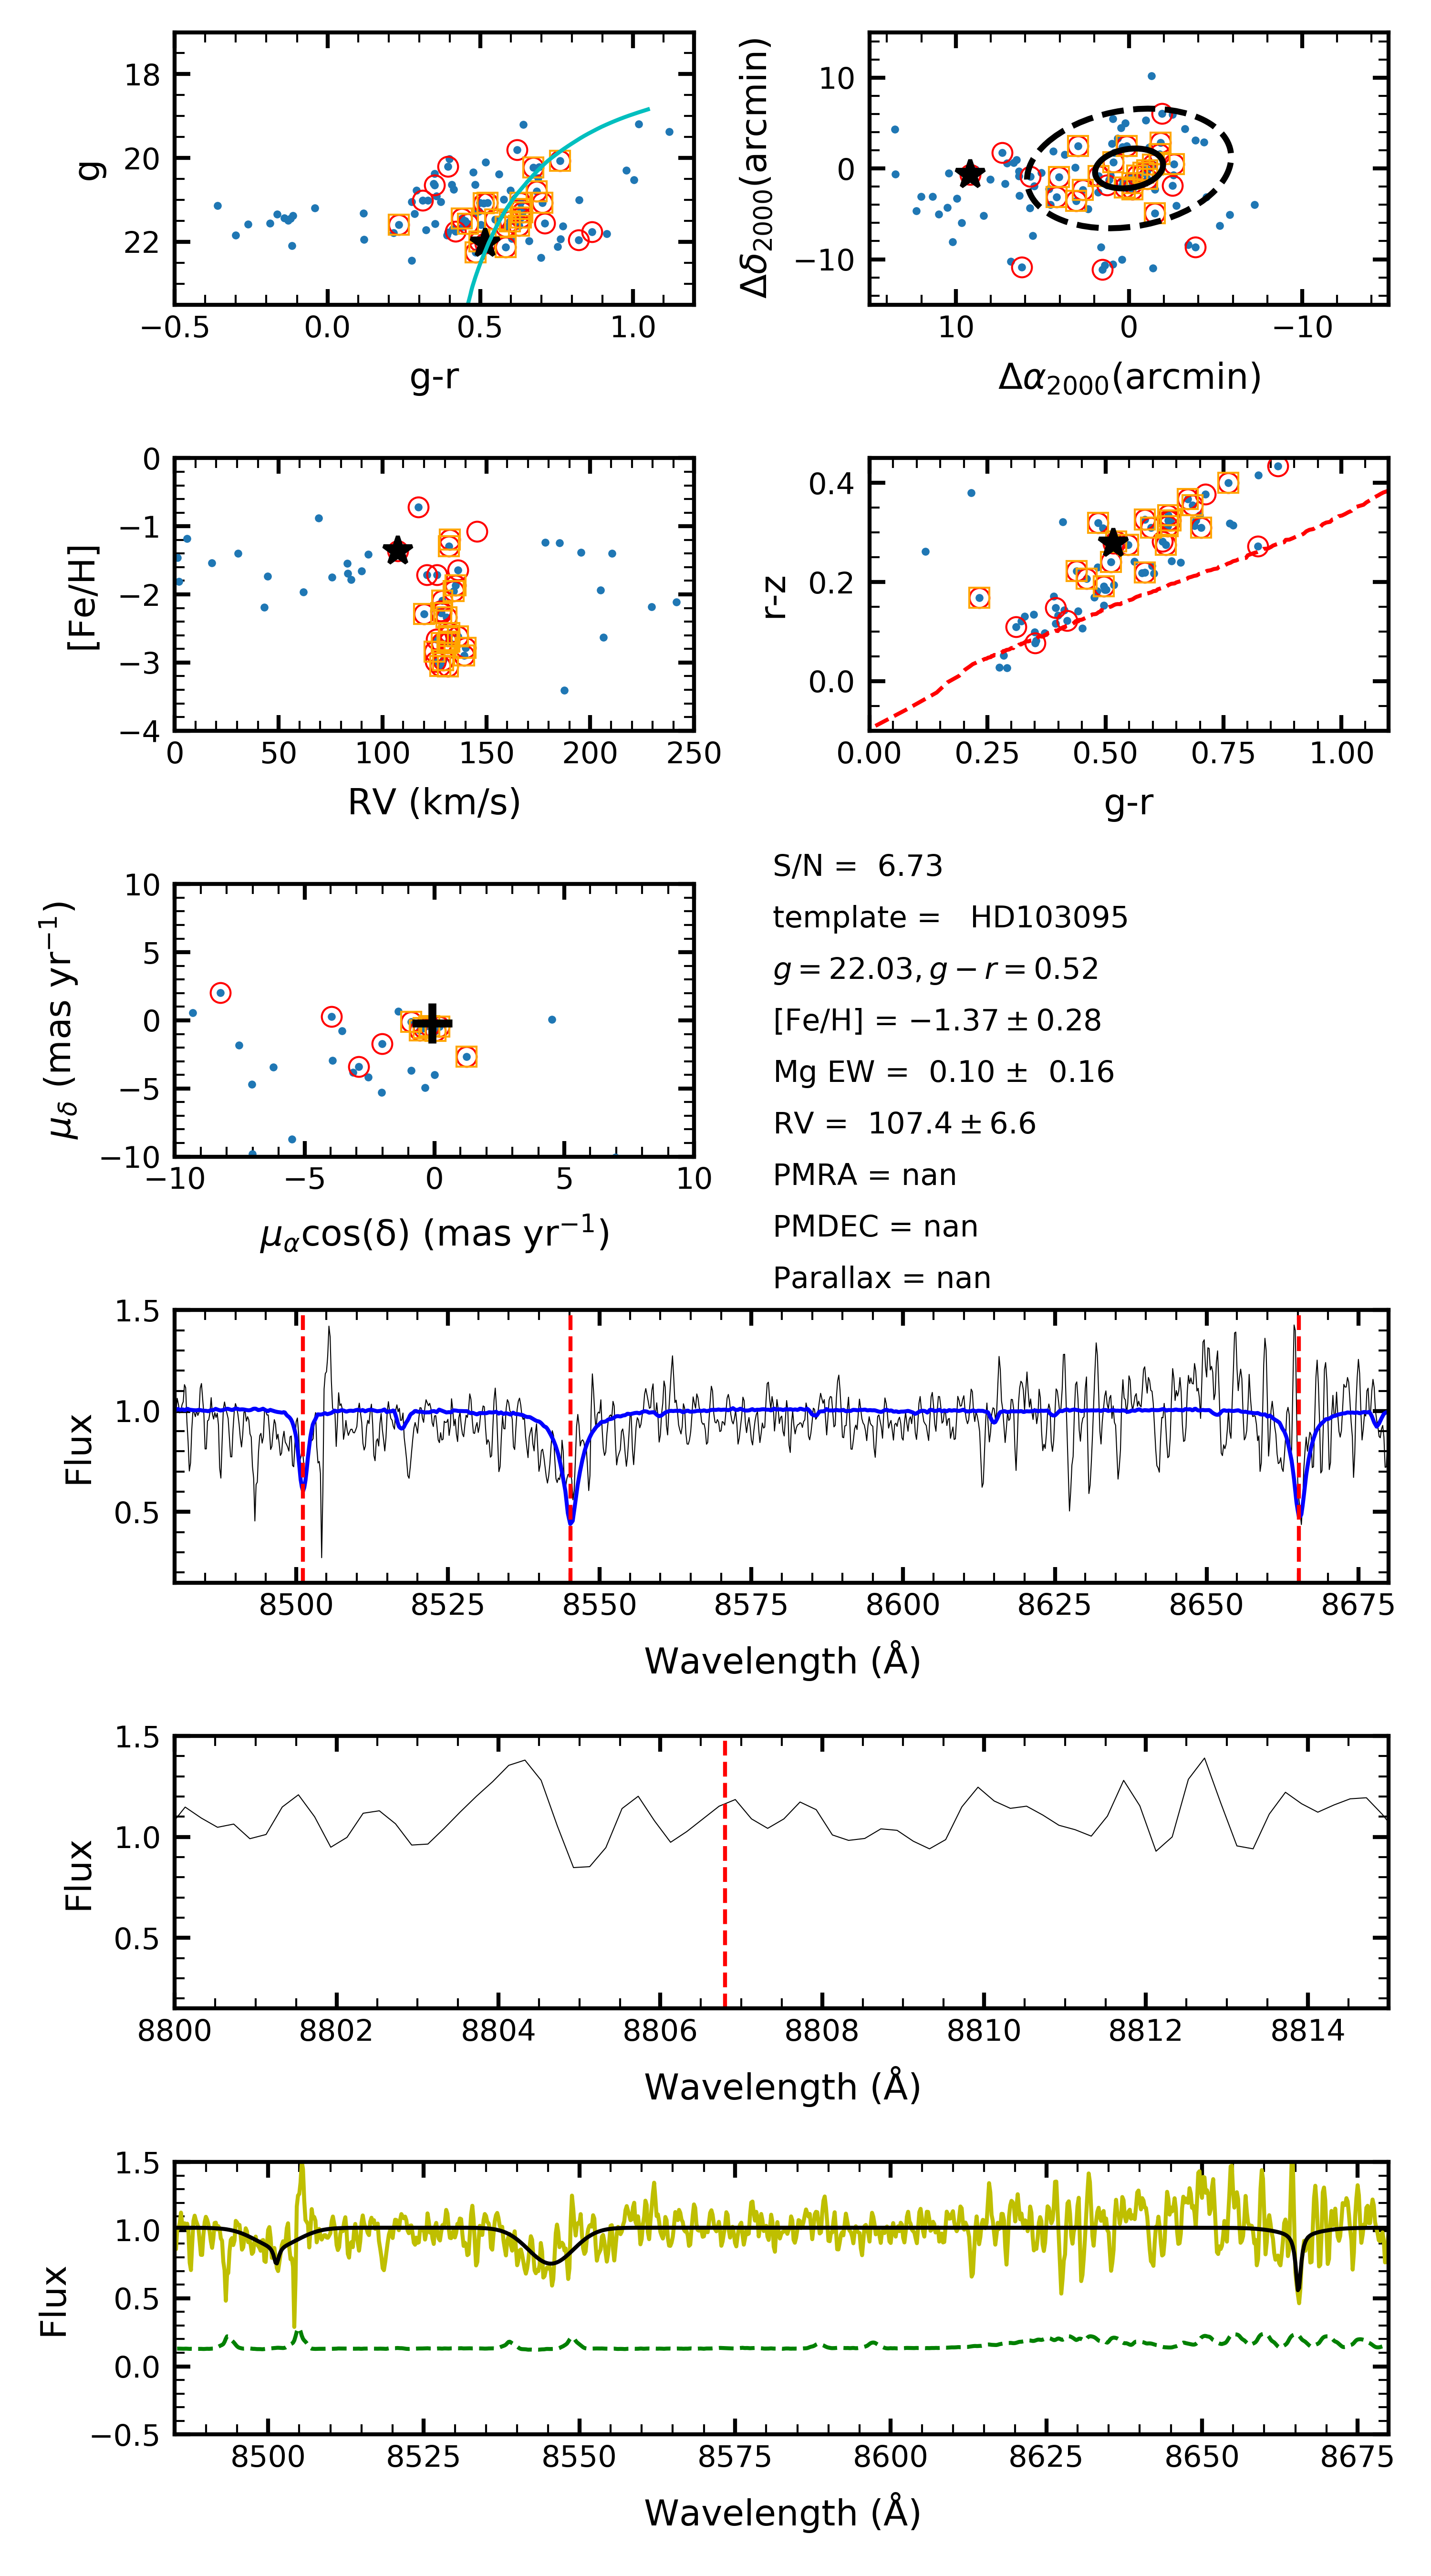 18
20
22
g
−0.5 0.0 0.5 1.0
g-r
10
0
−10
Δδ2000(arcmin)
10 0 −10
Δα2000(arcmin)
0
−1
−2
−3
−4
[Fe/H]
0 50 100 150 200 250
RV (km/s)
0.4
0.2
0.0
r-z
0.00 0.25 0.50 0.75 1.00
g-r
10
5
0
−5
−10
μδ (mas yr−1)
−10 −5 0 5 10
μαcos(δ) (mas yr−1)
S/N = 6.73
template = HD103095
g = 22.03, g − r = 0.52
[Fe/H] = −1.37 ± 0.28
Mg EW = 0.10 ± 0.16
RV = 107.4 ± 6.6
PMRA = nan
PMDEC = nan
Parallax = nan
1.5
1.0
0.5
Flux
8500 8525 8550 8575 8600 8625 8650 8675
Wavelength (Å)
1.5
1.0
0.5
Flux
8800 8802 8804 8806 8808 8810 8812 8814
Wavelength (Å)
1.5
1.0
0.5
0.0
−0.5
Flux
8500 8525 8550 8575 8600 8625 8650 8675
Wavelength (Å)